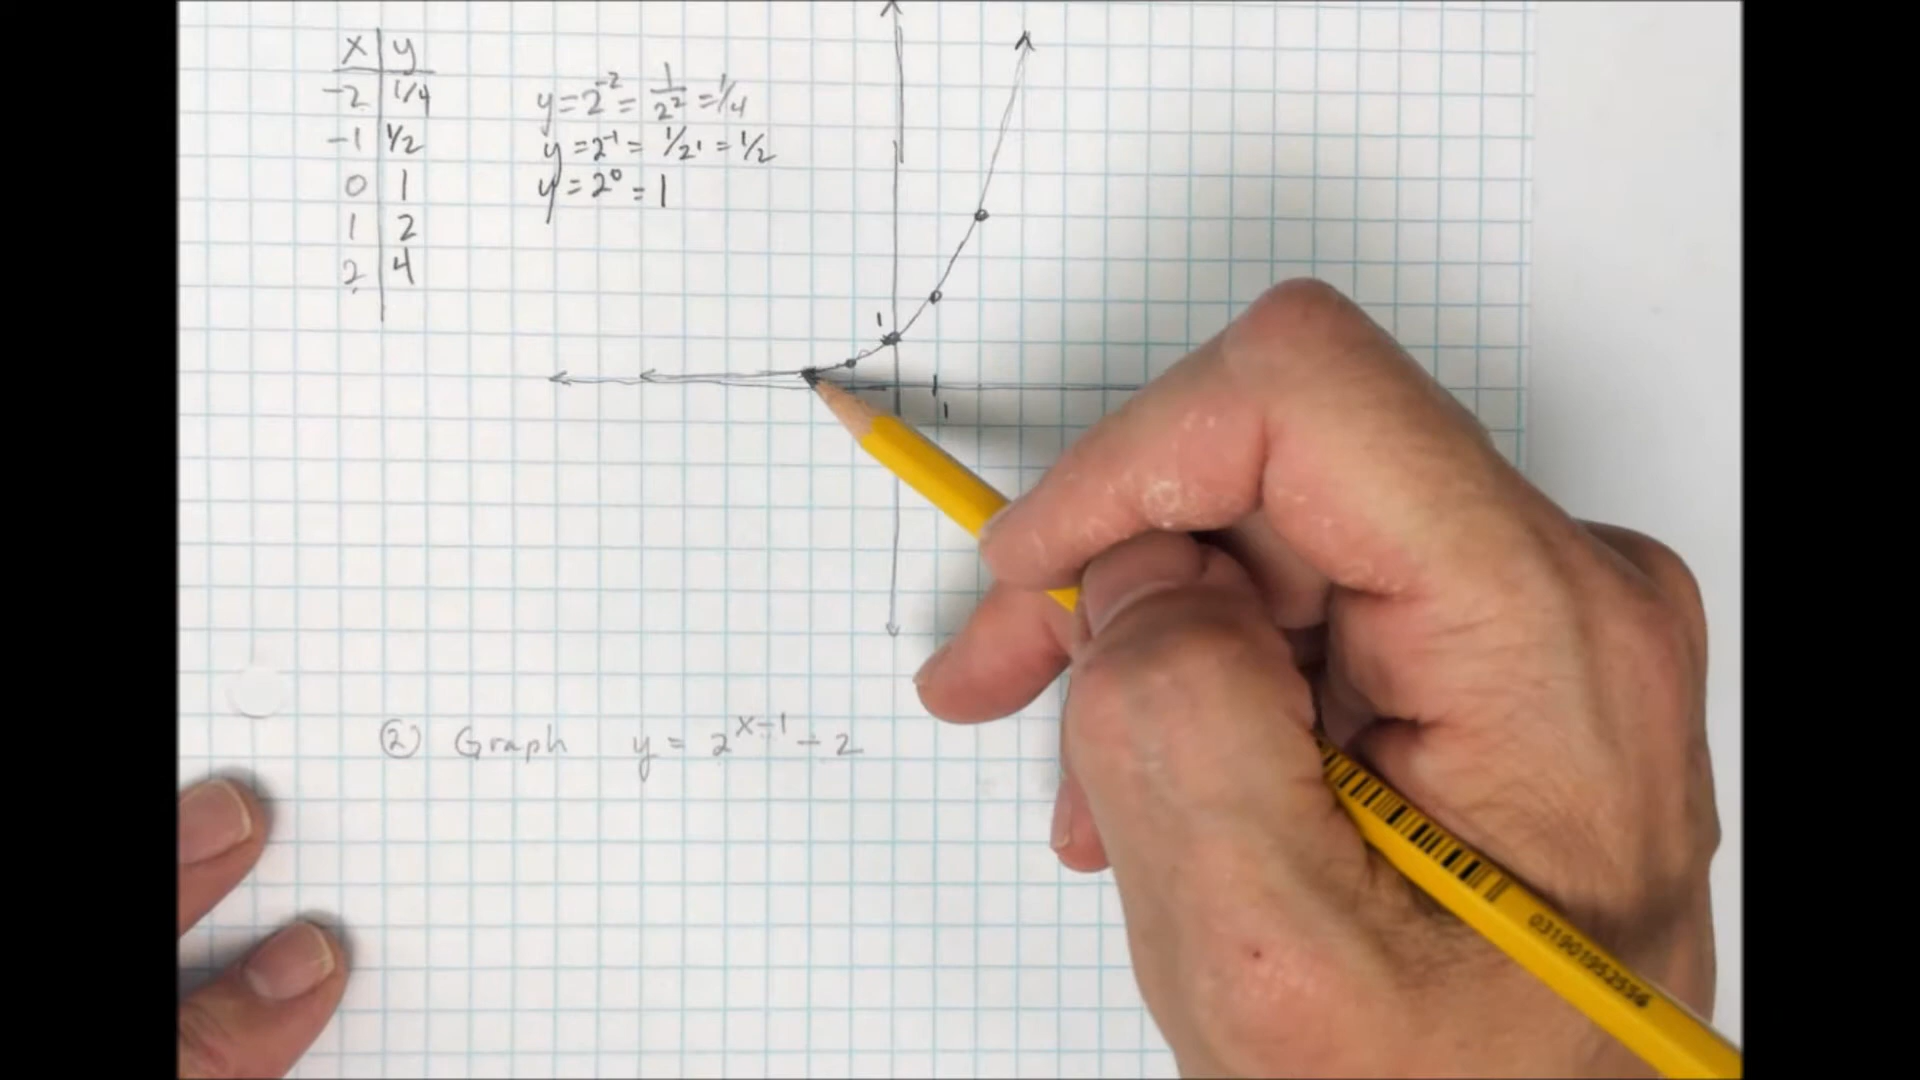 x y
-2 1/4
-1 1/2
0 1
1 2
2 4
y = 2^-2 = 1/2^2 = 1/4
y = 2^-1 = 1/2^1 = 1/2
y = 2^0 = 1
1
1
② Graph y = 2^x-1 - 2
031901952556